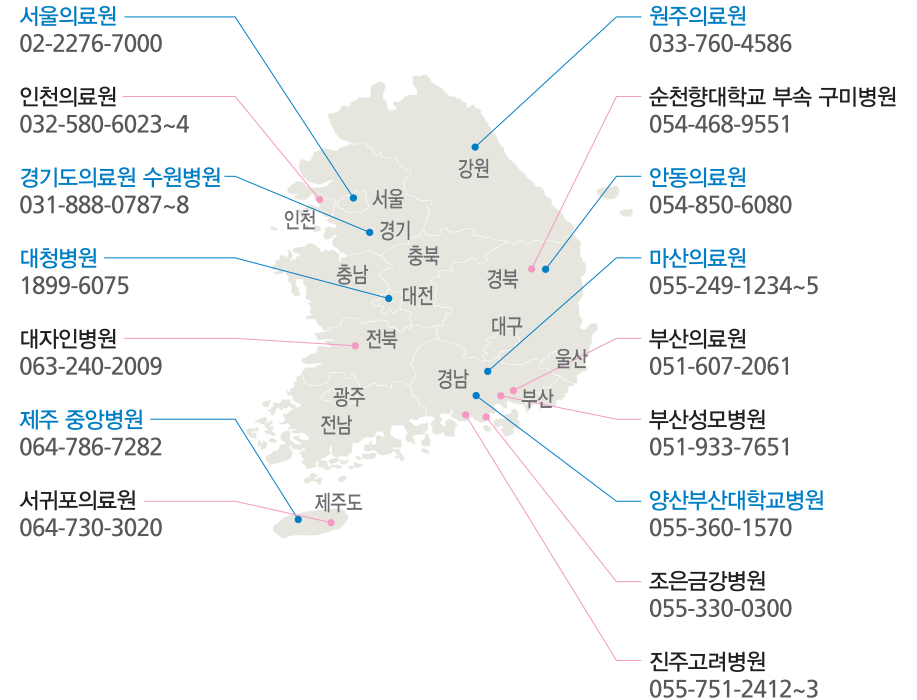 서울의료원
02-2276-7000
인천의료원
032-580-6023~4
경기도의료원 수원병원
031-888-0787~8
대청병원
1899-6075
대자인병원
063-240-2009
제주 중앙병원
064-786-7282
서귀포의료원
064-730-3020
강원
서울
인천
경기
충북
충남
경북
대전
대구
전북
울산
경남
광주
부산
전남
제주도
원주의료원
033-760-4586
순천향대학교 부속 구미병원
054-468-9551
안동의료원
054-850-6080
마산의료원
055-249-1234~5
부산의료원
051-607-2061
부산성모병원
051-933-7651
양산부산대학교병원
055-360-1570
조은금강병원
055-330-0300
진주고려병원
055-751-2412~3